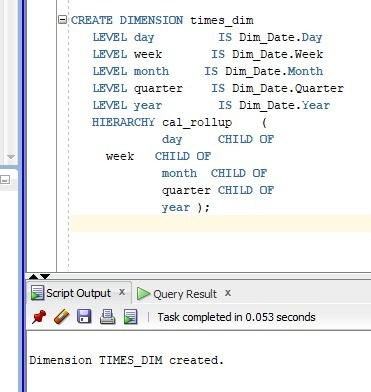 CREATE DIMENSION times_dim
LEVEL day IS Dim_Date.Day
LEVEL week IS Dim_Date.Week
LEVEL month IS Dim_Date.Month
LEVEL quarter IS Dim_Date.Quarter
LEVEL year IS Dim_Date.Year
HIERARCHY cal_rollup (
day CHILD OF
week CHILD OF
month CHILD OF
quarter CHILD OF
year );
Script Output x Query Result x
Task completed in 0.053 seconds
Dimension TIMES_DIM created.